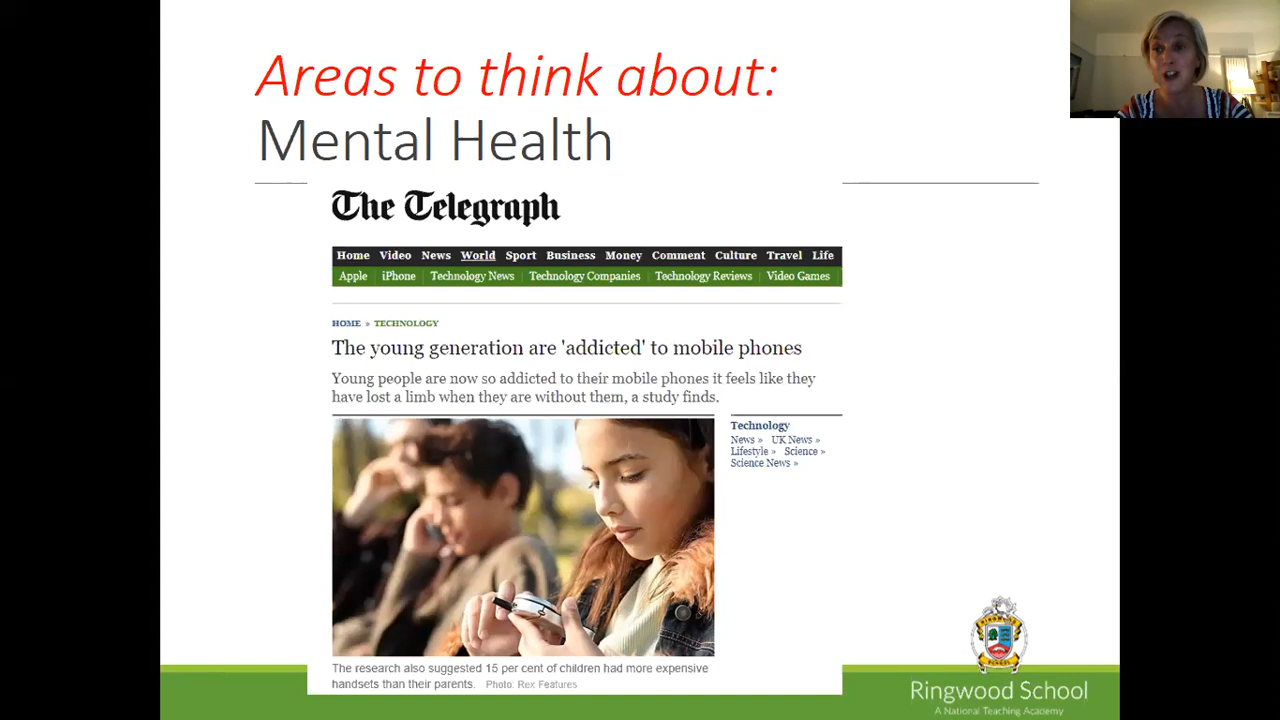 Areas to think about:
Mental Health
The Telegraph
Home Video News World Sport Business Money Comment Culture Travel Life
Apple iPhone Technology News Technology Companies Technology Reviews Video Games
HOME » TECHNOLOGY
The young generation are 'addicted' to mobile phones
Young people are now so addicted to their mobile phones it feels like they
have lost a limb when they are without them, a study finds.
Technology
News » UK News »
Lifestyle » Science »
Science News »
The research also suggested 15 per cent of children had more expensive
handsets than their parents. Photo: Rex Features
Ringwood School
A National Teaching Academy